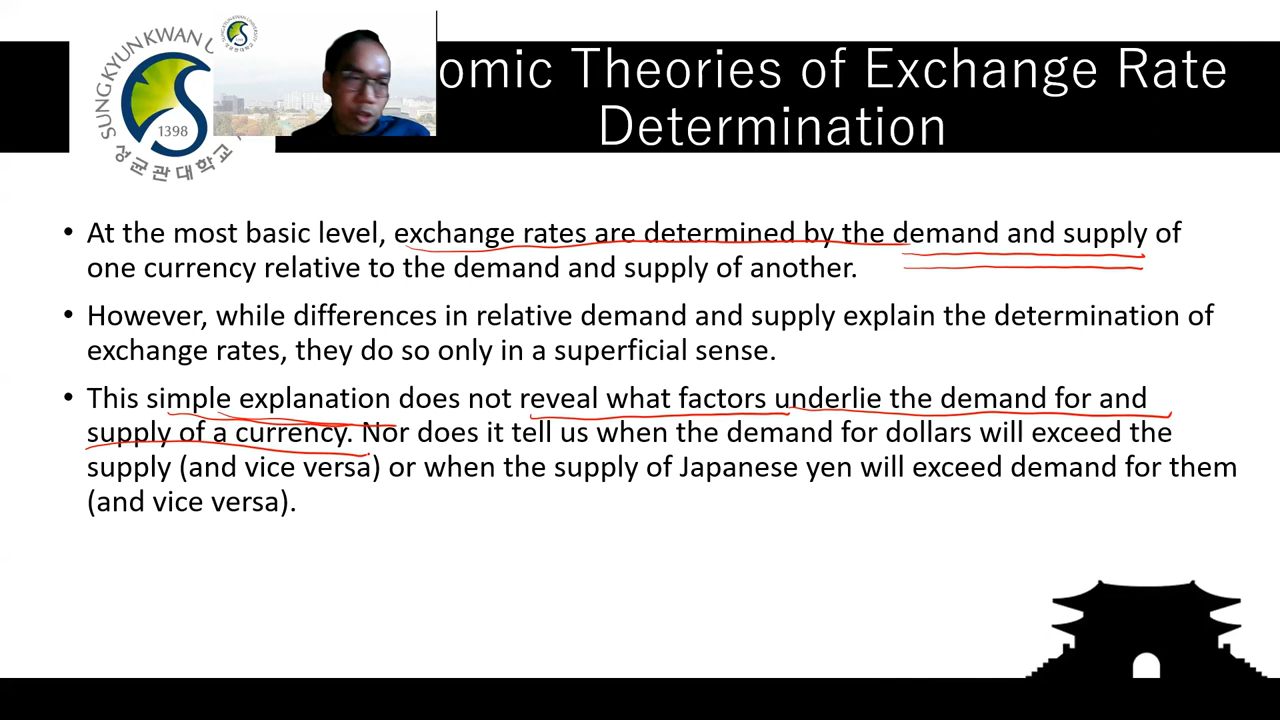 SUNGKYUNKWAN U
1398
성균관대학교
omic Theories of Exchange Rate
Determination
• At the most basic level, exchange rates are determined by the demand and supply of
one currency relative to the demand and supply of another.
• However, while differences in relative demand and supply explain the determination of
exchange rates, they do so only in a superficial sense.
• This simple explanation does not reveal what factors underlie the demand for and
supply of a currency. Nor does it tell us when the demand for dollars will exceed the
supply (and vice versa) or when the supply of Japanese yen will exceed demand for them
(and vice versa).